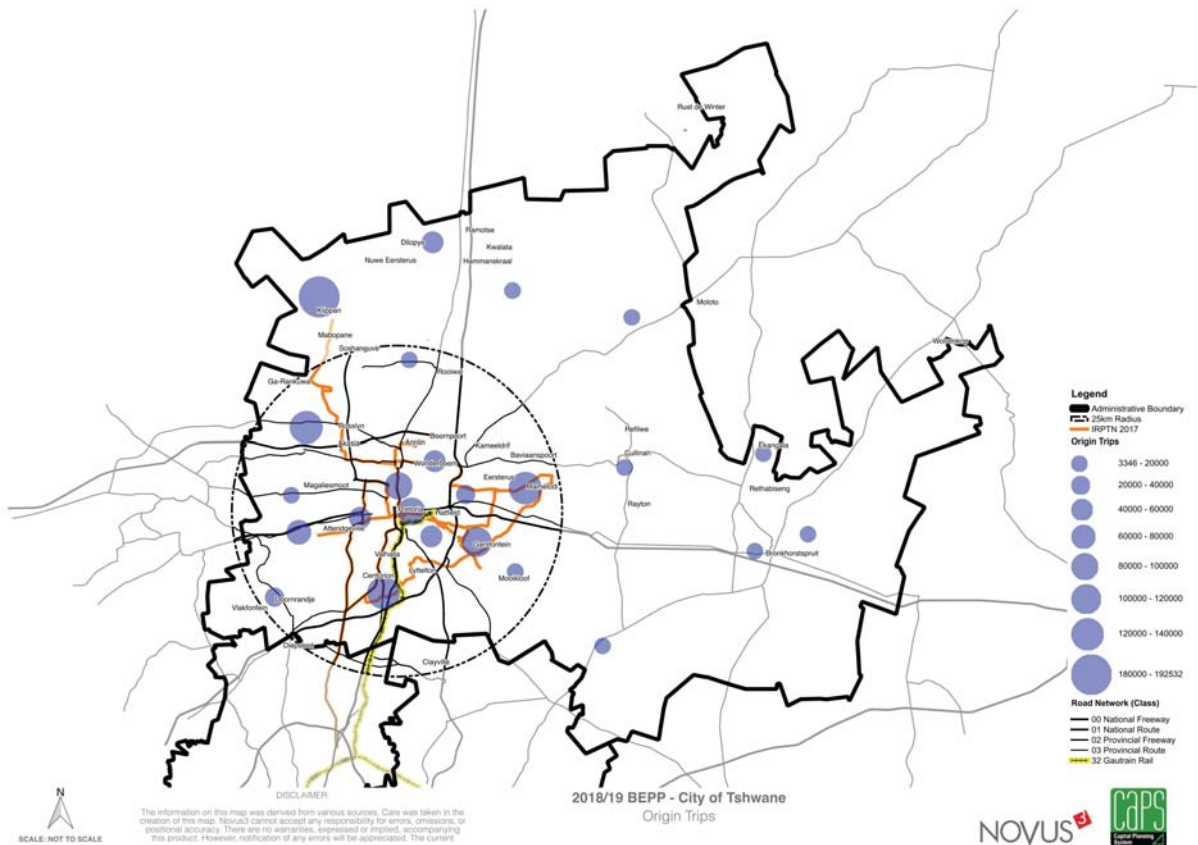 Rust de Winter
Ramotse
Dilopye
Kwalata
Nuwe Eersterus
Hammanskraal
Klippan
Moloto
Mabopane
Soshanguve
Rooiwal
Ga-Rankuwa
Rosslyn
Akasia
Annlin
Doornpoort
Kameeldrif
Wonderboom
Baviaanspoort
Refilwe
Cullinan
Ekandria
Magaliesmoot
Eersterus
Mamelodi
Rethabiseng
Rayton
Pretoria
Hatfield
Atteridgeville
Garsfontein
Valhalla
Bronkhorstspruit
Lyttelton
Centurion
Mooikloof
Doornrandje
Vlakfontein
Diepsloot
Clayville
Legend
Administrative Boundary
25km Radius
IRPTN 2017
Origin Trips
3346 - 20000
20000 - 40000
40000 - 60000
60000 - 80000
80000 - 100000
100000 - 120000
120000 - 140000
180000 - 192532
Road Network (Class)
00 National Freeway
01 National Route
02 Provincial Freeway
03 Provincial Route
32 Gautrain Rail
N
SCALE: NOT TO SCALE
DISCLAIMER:
The information on this map was derived from various sources. Care was taken in the
creation of this map. Novus3 cannot accept any responsibility for errors, omissions, or
positional accuracy. There are no warranties, expressed or implied, accompanying
this product. However, notification of any errors will be appreciated. The current
2018/19 BEPP - City of Tshwane
Origin Trips
NOVUS3
CAPS
Capital Planning
System